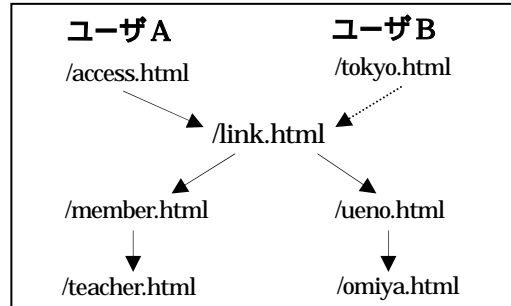 ユーザA ユーザB
/access.html /tokyo.html
/link.html
/member.html /ueno.html
/teacher.html /omiya.html